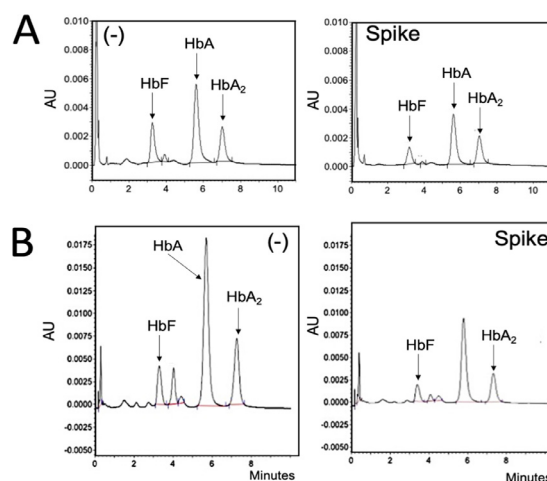 A
(-)
Spike
HbF
HbA
HbA₂
HbF
HbA
HbA₂
AU
0.010
0.008
0.006
0.004
0.002
0.000
0 2 4 6 8 10
AU
0.010
0.008
0.006
0.004
0.002
0.000
0 2 4 6 8 10
B
(-)
Spike
HbA
HbF
HbA₂
HbF
HbA₂
AU
0.0175
0.0150
0.0125
0.0100
0.0075
0.0050
0.0025
0.0000
-0.0025
-0.0050
0 2 4 6 8
Minutes
AU
0.0175
0.0150
0.0125
0.0100
0.0075
0.0050
0.0025
0.0000
-0.0025
-0.0050
0 2 4 6 8
Minutes